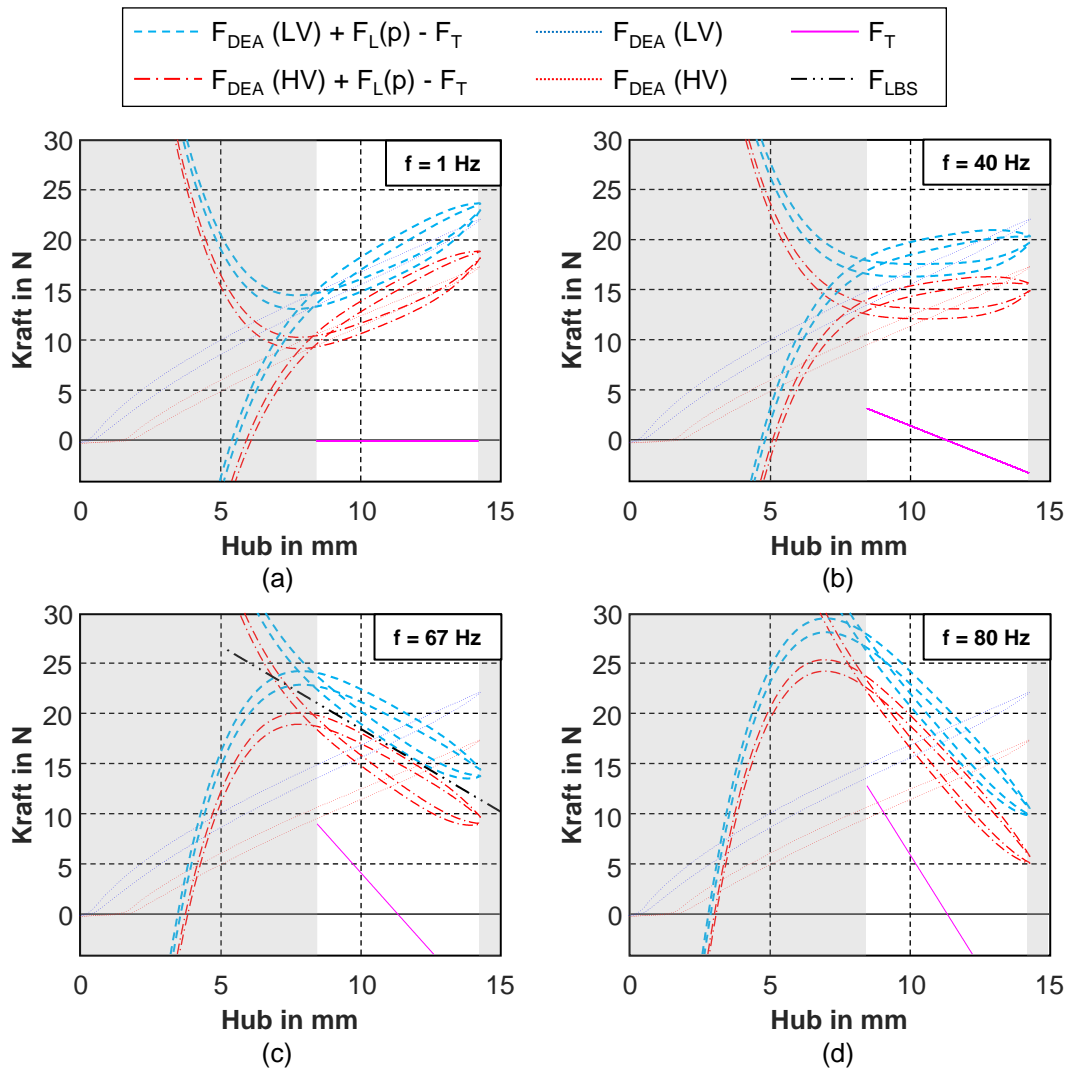 F_DEA (LV) + F_L(p) - F_T F_DEA (LV) F_T
F_DEA (HV) + F_L(p) - F_T F_DEA (HV) F_LBS
30
25
20
15
10
5
0
Kraft in N
f = 1 Hz
0 5 10 15
Hub in mm
(a)
30
25
20
15
10
5
0
Kraft in N
f = 40 Hz
0 5 10 15
Hub in mm
(b)
30
25
20
15
10
5
0
Kraft in N
f = 67 Hz
0 5 10 15
Hub in mm
(c)
30
25
20
15
10
5
0
Kraft in N
f = 80 Hz
0 5 10 15
Hub in mm
(d)